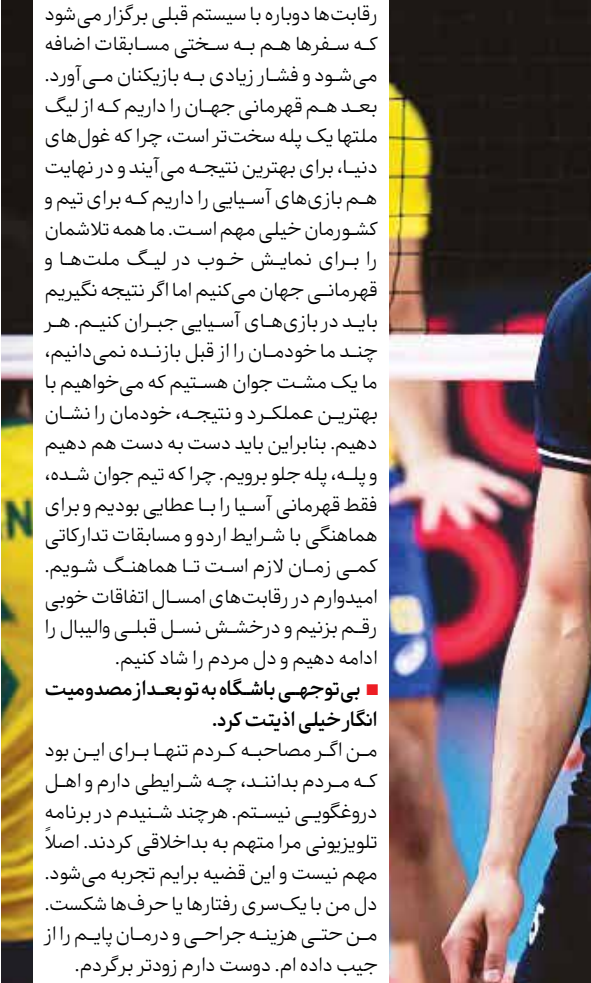 رقابت‌ها دوباره با سیستم قبلی برگزار می‌شود
که سفرها هم به سختی مسابقات اضافه
می‌شود و فشار زیادی به بازیکنان می‌آورد.
بعد هم قهرمانی جهان را داریم که از لیگ
ملتها یک پله سخت‌تر است، چرا که غول‌های
دنیا، برای بهترین نتیجه می‌آیند و در نهایت
هم بازی‌های آسیایی را داریم که برای تیم و
کشورمان خیلی مهم است. ما همه تلاشمان
را برای نمایش خوب در لیگ ملت‌ها و
قهرمانی جهان می‌کنیم اما اگر نتیجه نگیریم
باید در بازی‌های آسیایی جبران کنیم. هر
چند ما خودمان را از قبل بازنده نمی‌دانیم،
ما یک مشت جوان هستیم که می‌خواهیم با
بهترین عملکرد و نتیجه، خودمان را نشان
دهیم. بنابراین باید دست به دست هم دهیم
و پله، پله جلو برویم. چرا که تیم جوان شده،
فقط قهرمانی آسیا را با عطایی بودیم و برای
هماهنگی با شرایط اردو و مسابقات تدارکاتی
کمی زمان لازم است تا هماهنگ شویم.
امیدوارم در رقابت‌های امسال اتفاقات خوبی
رقم بزنیم و درخشش نسل قبلی والیبال را
ادامه دهیم و دل مردم را شاد کنیم.
■ بی‌توجهی باشگاه به تو بعد از مصدومیت
انگار خیلی اذیتت کرد.
من اگر مصاحبه کردم تنها برای این بود
که مردم بدانند، چه شرایطی دارم و اهل
دروغگویی نیستم. هرچند شنیدم در برنامه
تلویزیونی مرا متهم به بداخلاقی کردند. اصلاً
مهم نیست و این قضیه برایم تجربه می‌شود.
دل من با یک‌سری رفتارها یا حرف‌ها شکست.
من حتی هزینه جراحی و درمان پایم را از
جیب داده ام. دوست دارم زودتر برگردم.